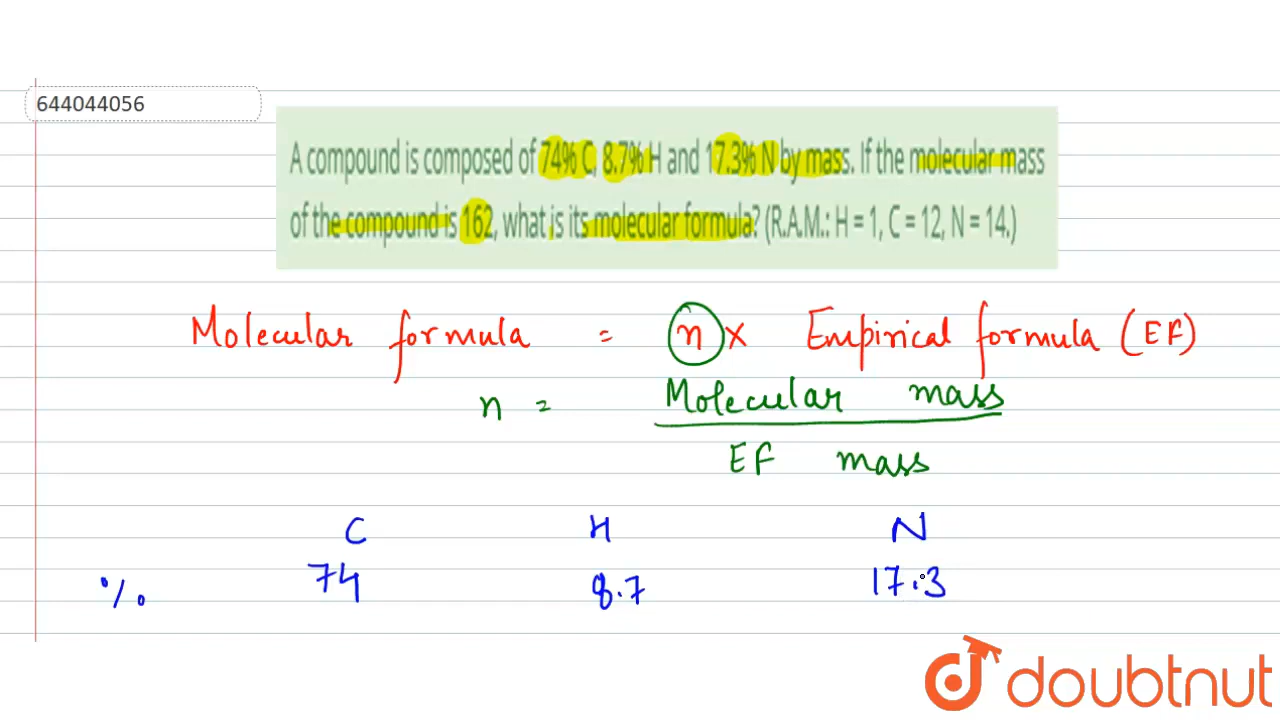 644044056
A compound is composed of 74% C, 8.7% H and 17.3% N by mass. If the molecular mass
of the compound is 162, what is its molecular formula? (R.A.M.: H = 1, C = 12, N = 14.)
Molecular formula = n × Empirical formula (EF)
n = Molecular mass
EF mass
C H N
% 74 8.7 17.3
doubtnut